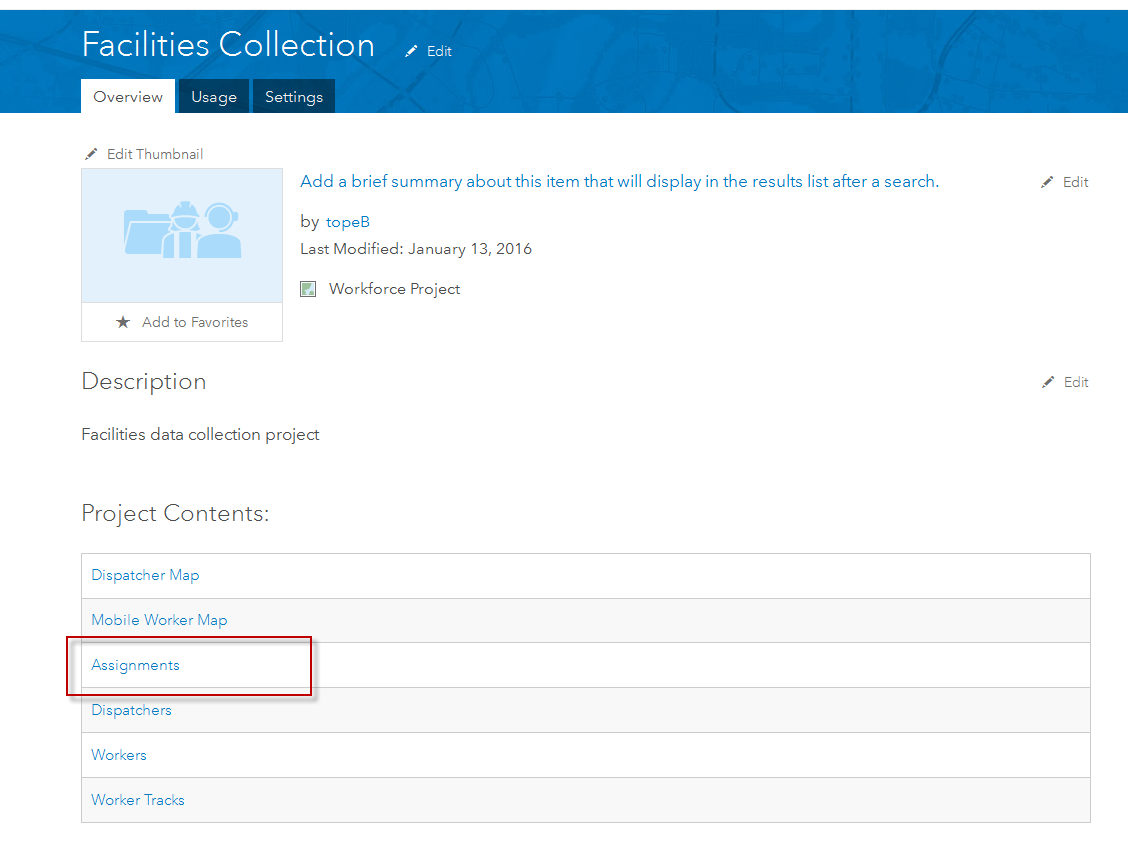 Facilities Collection Edit
Overview Usage Settings
Edit Thumbnail
Add a brief summary about this item that will display in the results list after a search. Edit
by topeB
Last Modified: January 13, 2016
Workforce Project
Add to Favorites
Description Edit
Facilities data collection project
Project Contents:
Dispatcher Map
Mobile Worker Map
Assignments
Dispatchers
Workers
Worker Tracks